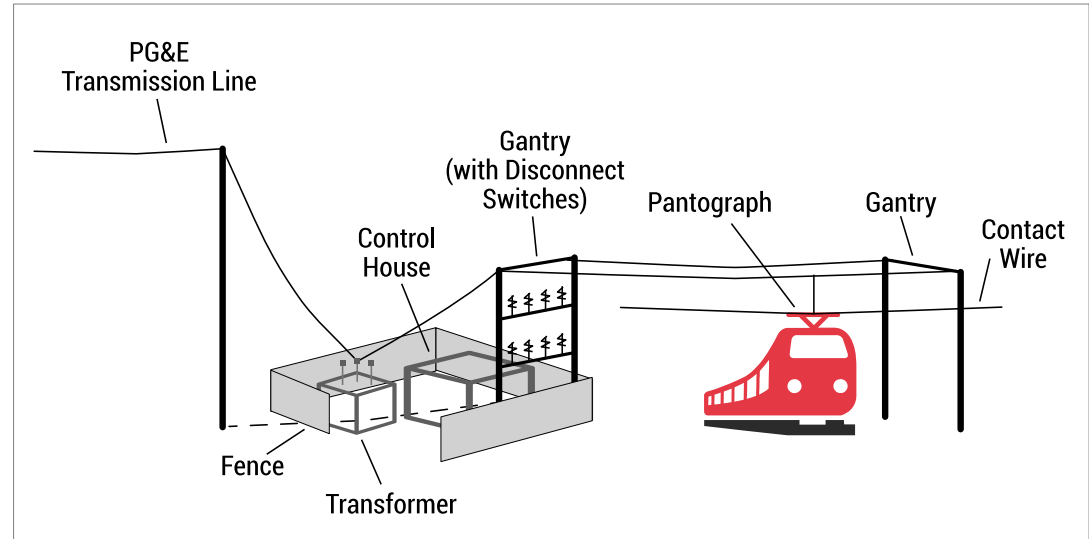 PG&E
Transmission Line
Gantry
(with Disconnect
Switches)
Pantograph
Gantry
Contact
Wire
Control
House
Fence
Transformer